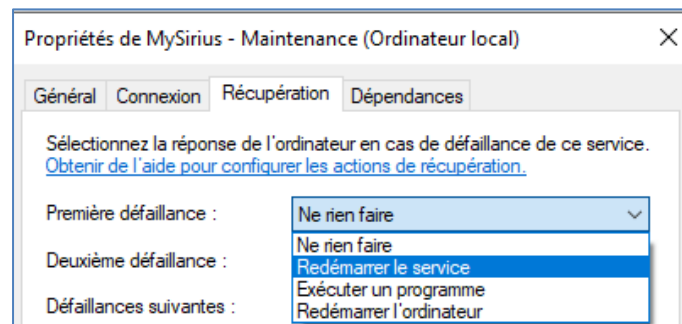 Propriétés de MySirius - Maintenance (Ordinateur local)
Général Connexion Récupération Dépendances
Sélectionnez la réponse de l'ordinateur en cas de défaillance de ce service.
Obtenir de l'aide pour configurer les actions de récupération.
Première défaillance : Ne rien faire
Ne rien faire
Deuxième défaillance : Redémarrer le service
Exécuter un programme
Défaillances suivantes : Redémarrer l'ordinateur